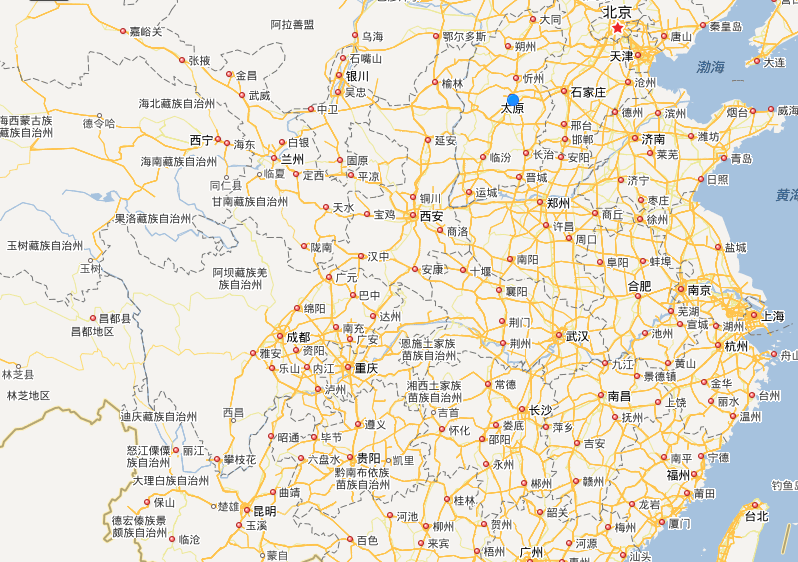 北京
大同
秦皇岛
阿拉善盟
嘉峪关
乌海
鄂尔多斯
唐山
朔州
天津
张掖
石嘴山
大连
渤海
金昌
银川
忻州
榆林
沧州
吴忠
石家庄
武威
海北藏族自治州
太原
中卫
德州
滨州
烟台
威海
海西蒙古族
藏族自治州
德令哈
邢台
西宁
海东
白银
延安
邯郸
济南
潍坊
兰州
固原
临汾
长治
安阳
莱芜
青岛
海南藏族自治州
临夏
定西
平凉
晋城
济宁
日照
同仁县
甘南藏族自治州
铜川
运城
郑州
枣庄
黄海
果洛藏族自治州
天水
宝鸡
西安
商丘
徐州
商洛
许昌
周口
玉树藏族自治州
陇南
盐城
玉树
汉中
南阳
阜阳
蚌埠
阿坝藏族羌
族自治州
广元
安康
十堰
合肥
南京
巴中
襄阳
绵阳
昌都县
昌都地区
达州
荆门
芜湖
上海
南充
宣城
湖州
成都
广安
恩施土家族
苗族自治州
荆州
武汉
池州
杭州
雅安
资阳
舟山
乐山
内江
重庆
九江
黄山
林芝县
景德镇
林芝地区
泸州
湘西土家族
苗族自治州
常德
金华
南昌
台州
迪庆藏族自治州
西昌
吉首
长沙
上饶
丽水
抚州
温州
遵义
怀化
娄底
萍乡
昭通
毕节
邵阳
吉安
怒江傈僳
族自治州
丽江
攀枝花
六盘水
贵阳
凯里
永州
南平
宁德
黔南布依族
苗族自治州
福州
大理白族自治州
郴州
赣州
钓鱼岛
曲靖
莆田
保山
楚雄
昆明
桂林
龙岩
台北
德宏傣族景
颇族自治州
玉溪
河池
柳州
贺州
韶关
梅州
厦门
临沧
百色
来宾
梧州
河源
蒙自
广州
惠州
汕头